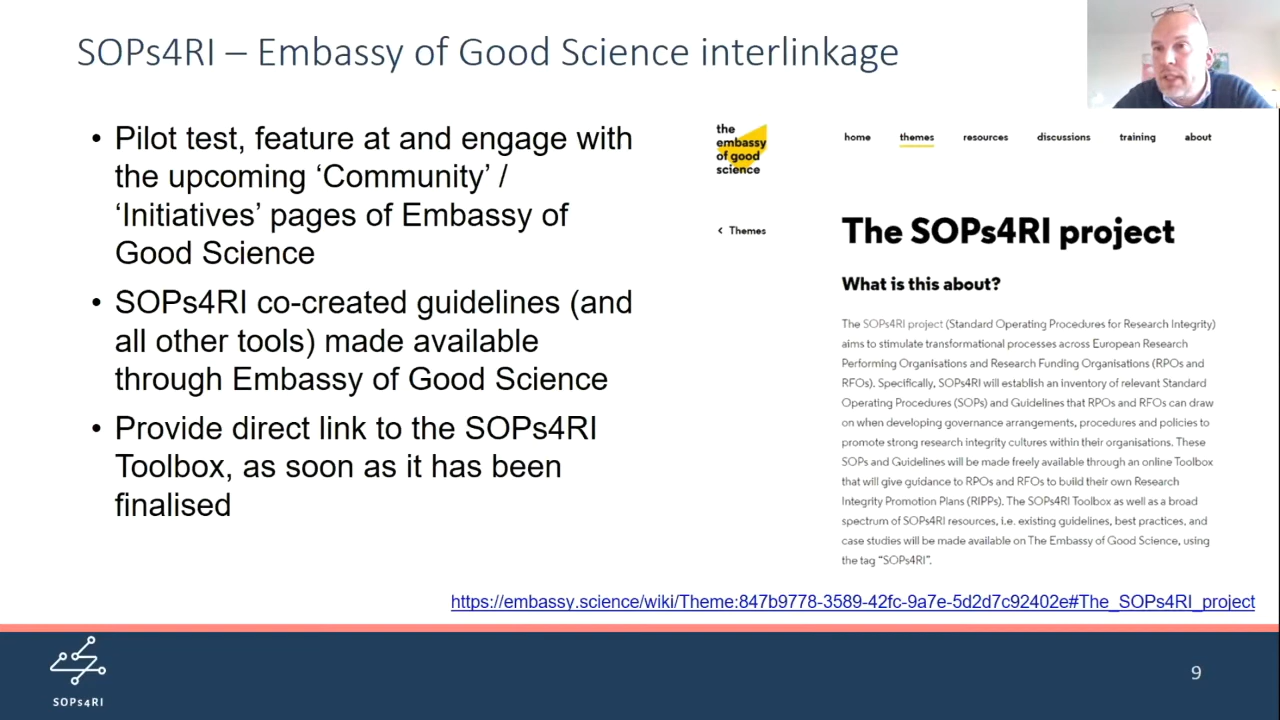 SOPs4RI – Embassy of Good Science interlinkage
• Pilot test, feature at and engage with
the upcoming ‘Community’ /
‘Initiatives’ pages of Embassy of
Good Science
• SOPs4RI co-created guidelines (and
all other tools) made available
through Embassy of Good Science
• Provide direct link to the SOPs4RI
Toolbox, as soon as it has been
finalised
the
embassy
of good
science
home themes resources discussions training about
< Themes
The SOPs4RI project
What is this about?
The SOPs4RI project (Standard Operating Procedures for Research Integrity)
aims to stimulate transformational processes across European Research
Performing Organisations and Research Funding Organisations (RPOs and
RFOs). Specifically, SOPs4RI will establish an inventory of relevant Standard
Operating Procedures (SOPs) and Guidelines that RPOs and RFOs can draw
on when developing governance arrangements, procedures and policies to
promote strong research integrity cultures within their organisations. These
SOPs and Guidelines will be made freely available through an online Toolbox
that will give guidance to RPOs and RFOs to build their own Research
Integrity Promotion Plans (RIPPs). The SOPs4RI Toolbox as well as a broad
spectrum of SOPs4RI resources, i.e. existing guidelines, best practices, and
case studies will be made available on The Embassy of Good Science, using
the tag “SOPs4RI”.
https://embassy.science/wiki/Theme:847b9778-3589-42fc-9a7e-5d2d7c92402e#The_SOPs4RI_project
SOPs4RI
9